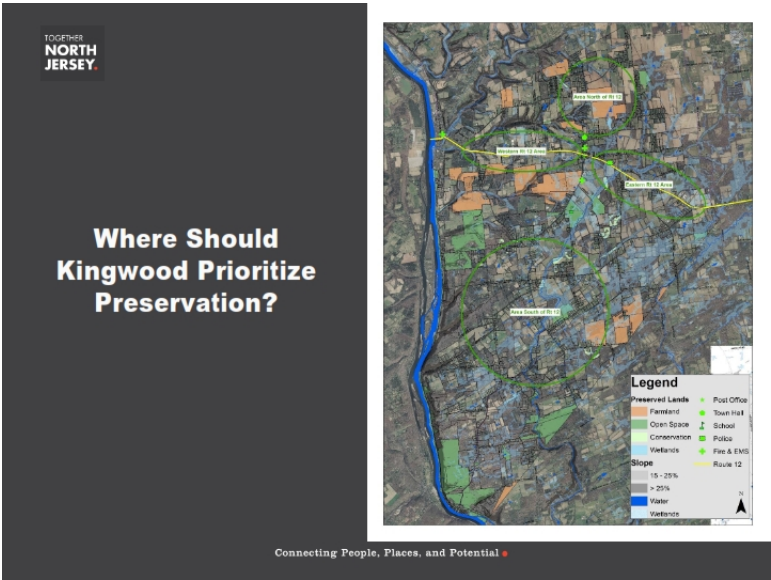 TOGETHER
NORTH
JERSEY.
Where Should
Kingwood Prioritize
Preservation?
Area North of Rt 12
Western Rt 12 Area
Eastern Rt 12 Area
Area South of Rt 12
Legend
Preserved Lands
Farmland
Open Space
Conservation
Wetlands
Slope
15 - 25%
> 25%
Water
Wetlands
Post Office
Town Hall
School
Police
Fire & EMS
Route 12
N
Connecting People, Places, and Potential